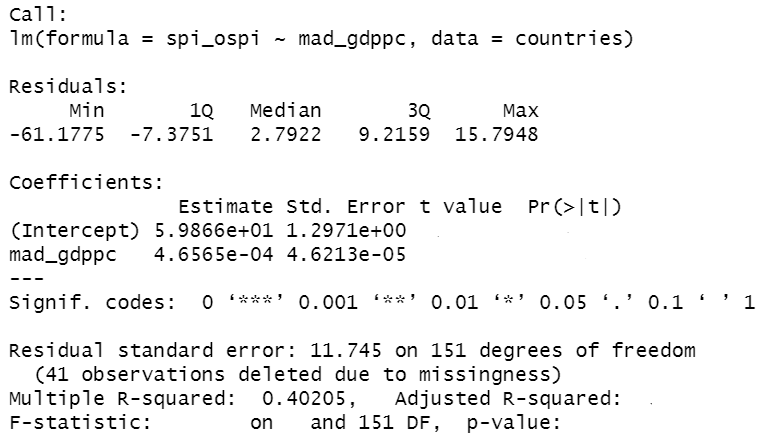 Call:
lm(formula = spi_ospi ~ mad_gdppc, data = countries)
Residuals:
Min 1Q Median 3Q Max
-61.1775 -7.3751 2.7922 9.2159 15.7948
Coefficients:
Estimate Std. Error t value Pr(>|t|)
(Intercept) 5.9866e+01 1.2971e+00
mad_gdppc 4.6565e-04 4.6213e-05
---
Signif. codes: 0 ‘***’ 0.001 ‘**’ 0.01 ‘*’ 0.05 ‘.’ 0.1 ‘ ’ 1
Residual standard error: 11.745 on 151 degrees of freedom
(41 observations deleted due to missingness)
Multiple R-squared: 0.40205, Adjusted R-squared:
F-statistic: on and 151 DF, p-value: